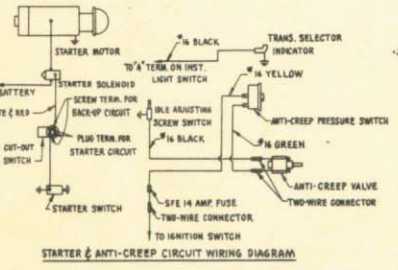 STARTER MOTOR
BATTERY
STARTER SOLENOID
& RED
SCREW TERM. FOR
BACK-UP CIRCUIT
CUT-OUT
SWITCH
PLUG TERM. FOR
STARTER CIRCUIT
STARTER SWITCH
#16 BLACK
TRANS. SELECTOR
INDICATOR
TO "A" TERM. ON INST.
LIGHT SWITCH
#16 YELLOW
IDLE ADJUSTING
SCREW SWITCH
ANTI-CREEP PRESSURE SWITCH
#16 BLACK
#16 GREEN
ANTI-CREEP VALVE
SFE 14 AMP. FUSE
TWO-WIRE CONNECTOR
TWO-WIRE CONNECTOR
TO IGNITION SWITCH
STARTER & ANTI-CREEP CIRCUIT WIRING DIAGRAM